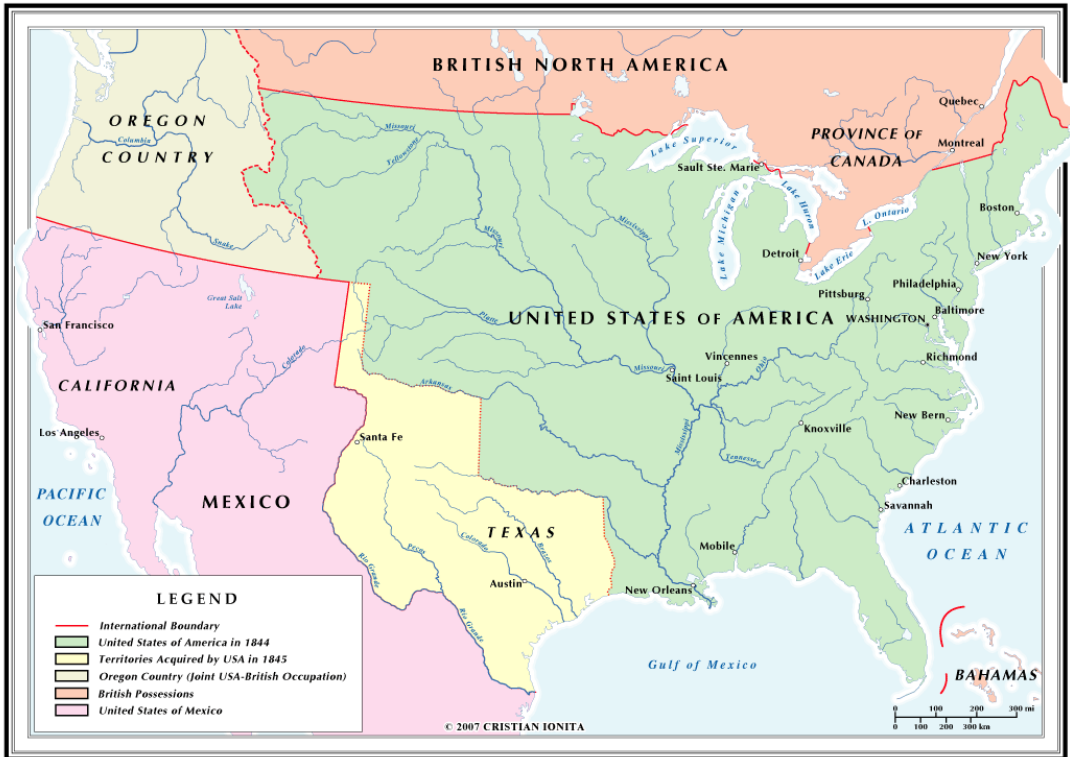 BRITISH NORTH AMERICA
OREGON
COUNTRY
Columbia
Snake
Missouri
Yellowstone
Missouri
Mississippi
Lake Superior
Sault Ste. Marie
Lake Michigan
Lake Huron
L. Ontario
Lake Erie
Detroit
PROVINCE OF
CANADA
Quebec
Montreal
Boston
New York
Philadelphia
Pittsburg
Baltimore
WASHINGTON
Richmond
UNITED STATES OF AMERICA
Platte
Vincennes
Ohio
Missouri
Saint Louis
Arkansas
Mississippi
Tennessee
Knoxville
New Bern
Charleston
Savannah
Mobile
New Orleans
Great Salt
Lake
San Francisco
Colorado
CALIFORNIA
Los Angeles
Santa Fe
MEXICO
PACIFIC
OCEAN
TEXAS
Colorado
Brazos
Pecos
Austin
Rio Grande
Rio Grande
ATLANTIC
OCEAN
Gulf of Mexico
BAHAMAS
LEGEND
International Boundary
United States of America in 1844
Territories Acquired by USA in 1845
Oregon Country (Joint USA-British Occupation)
British Possessions
United States of Mexico
© 2007 CRISTIAN IONITA
0 100 200 300 mi
0 100 200 300 km